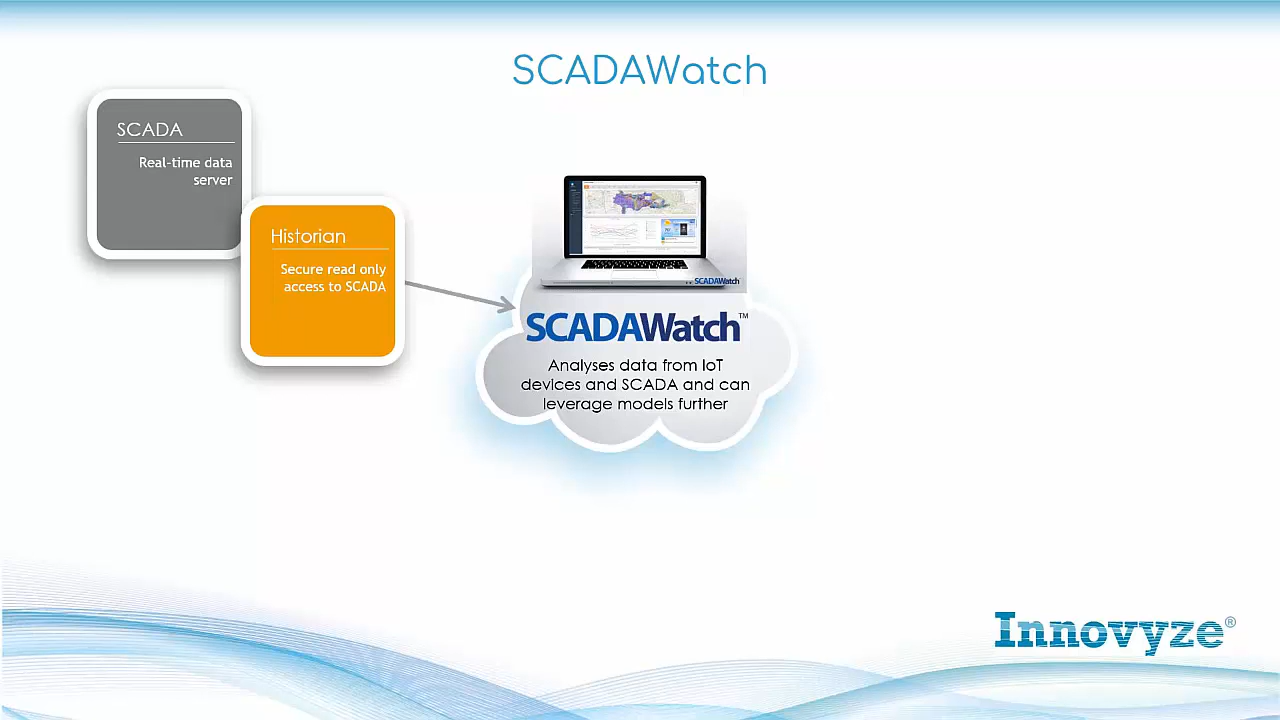 SCADAWatch
SCADA
Real-time data
server
Historian
Secure read only
access to SCADA
SCADAWatch
SCADAWatch™
Analyses data from IoT
devices and SCADA and can
leverage models further
Innovyze®